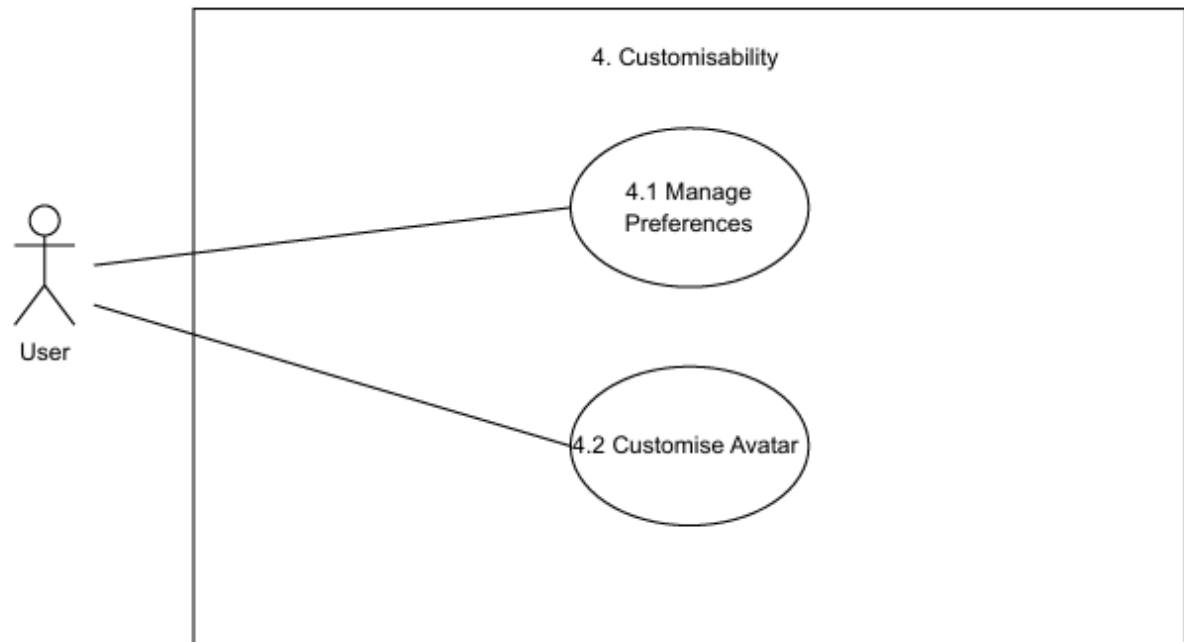 4. Customisability
4.1 Manage
Preferences
User
4.2 Customise Avatar